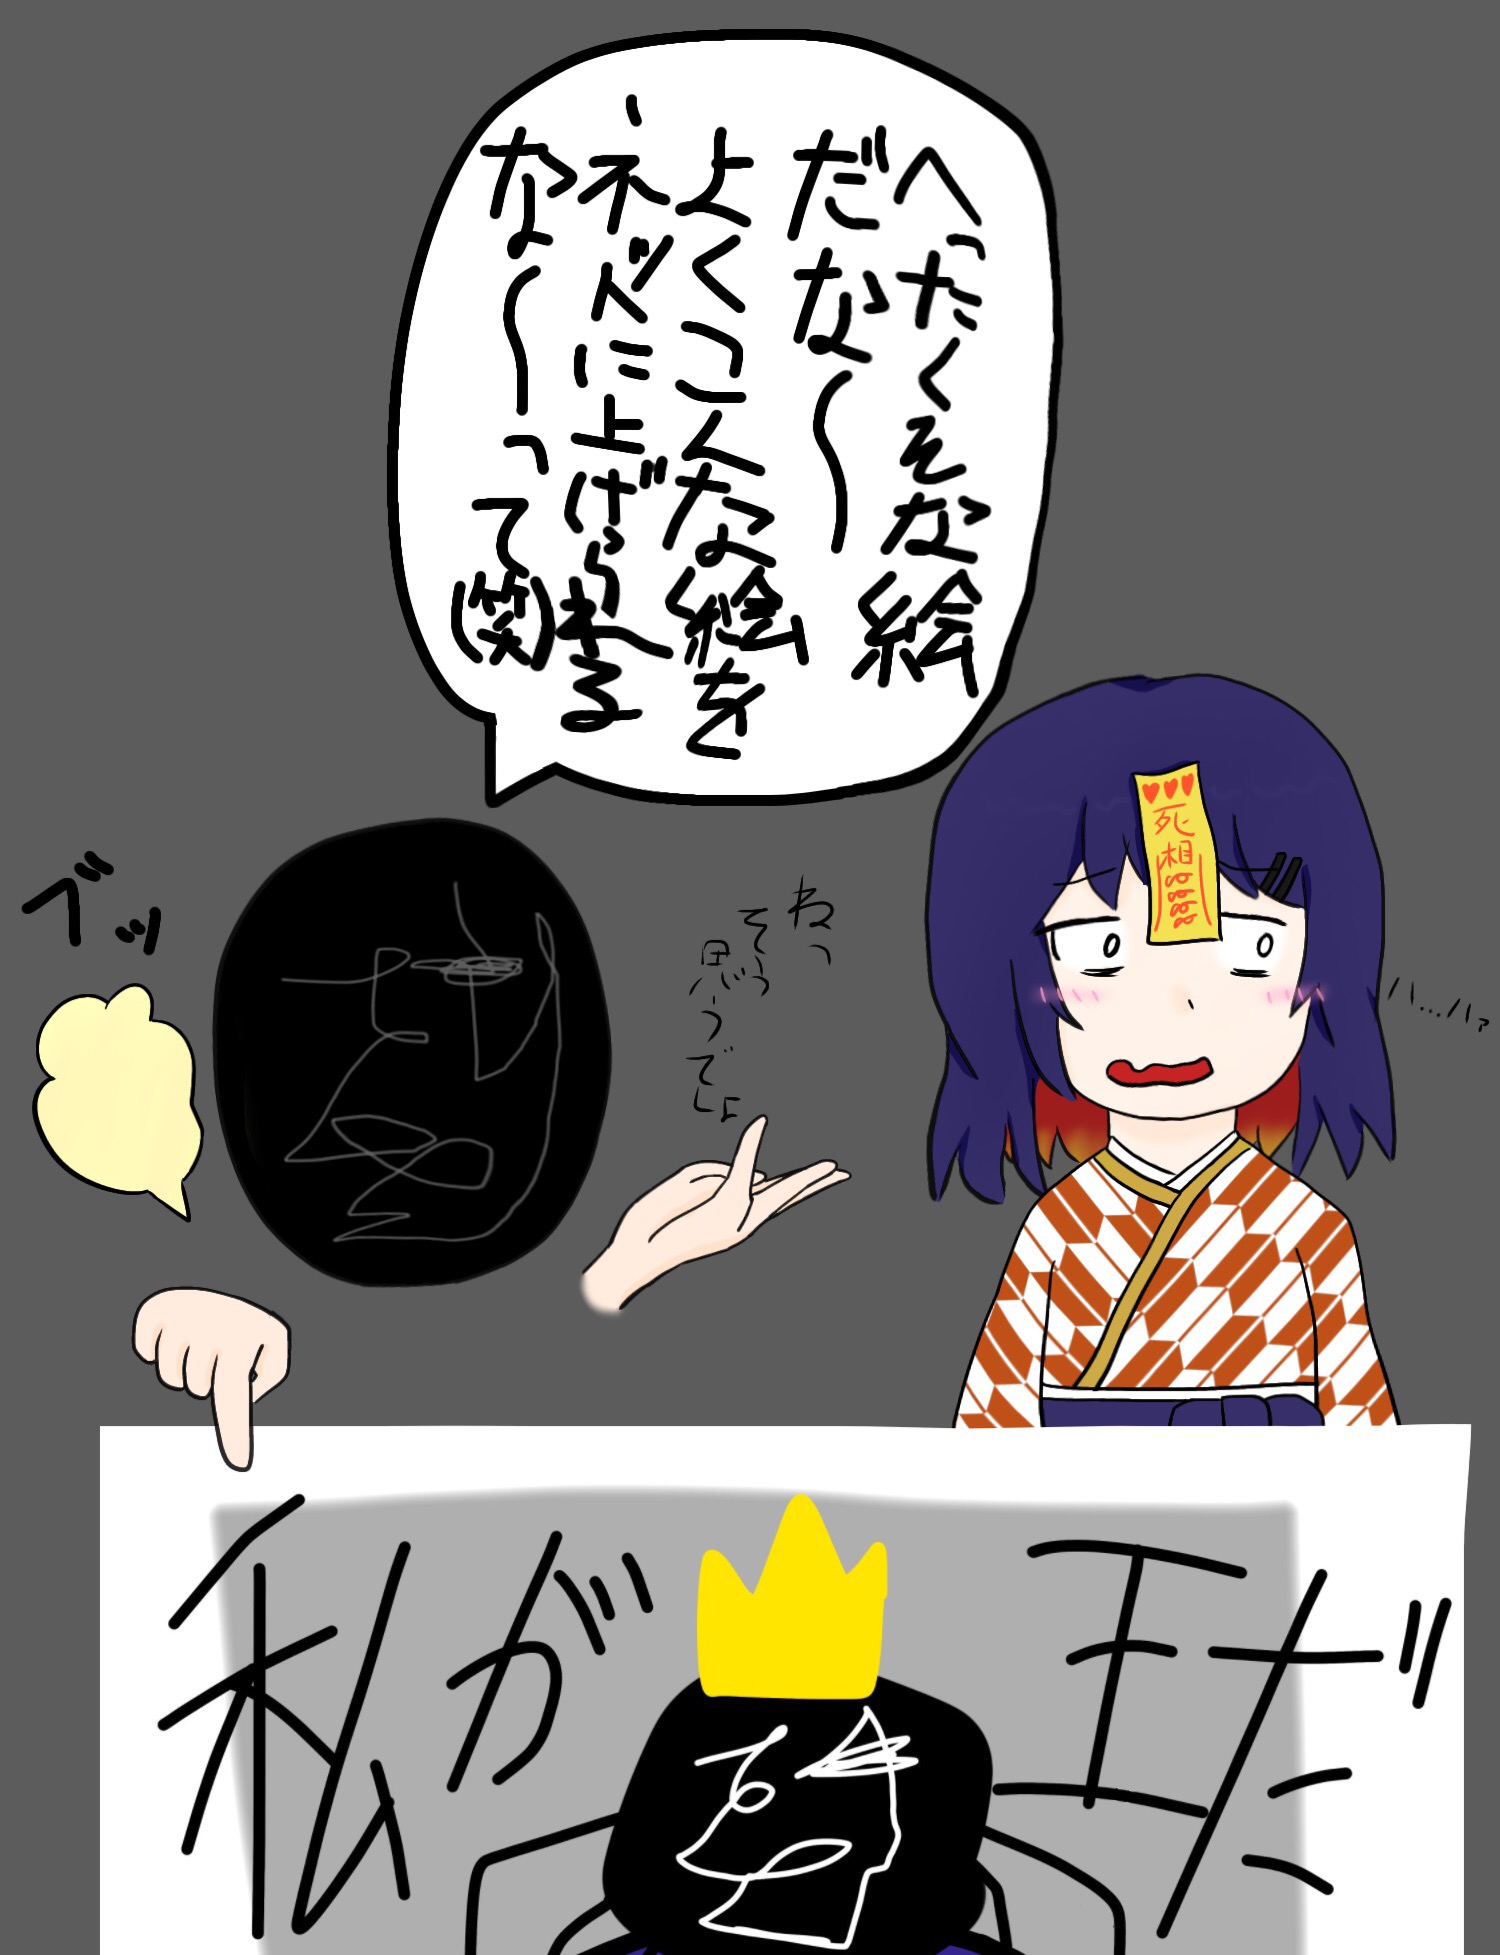 へったくそな絵
だな〜
よくこんな絵を
ネットに上げられる
な〜って(笑)
ベッ
ねっ
そう
思うでしょ
ハ…ハァ
死相
私が王だ